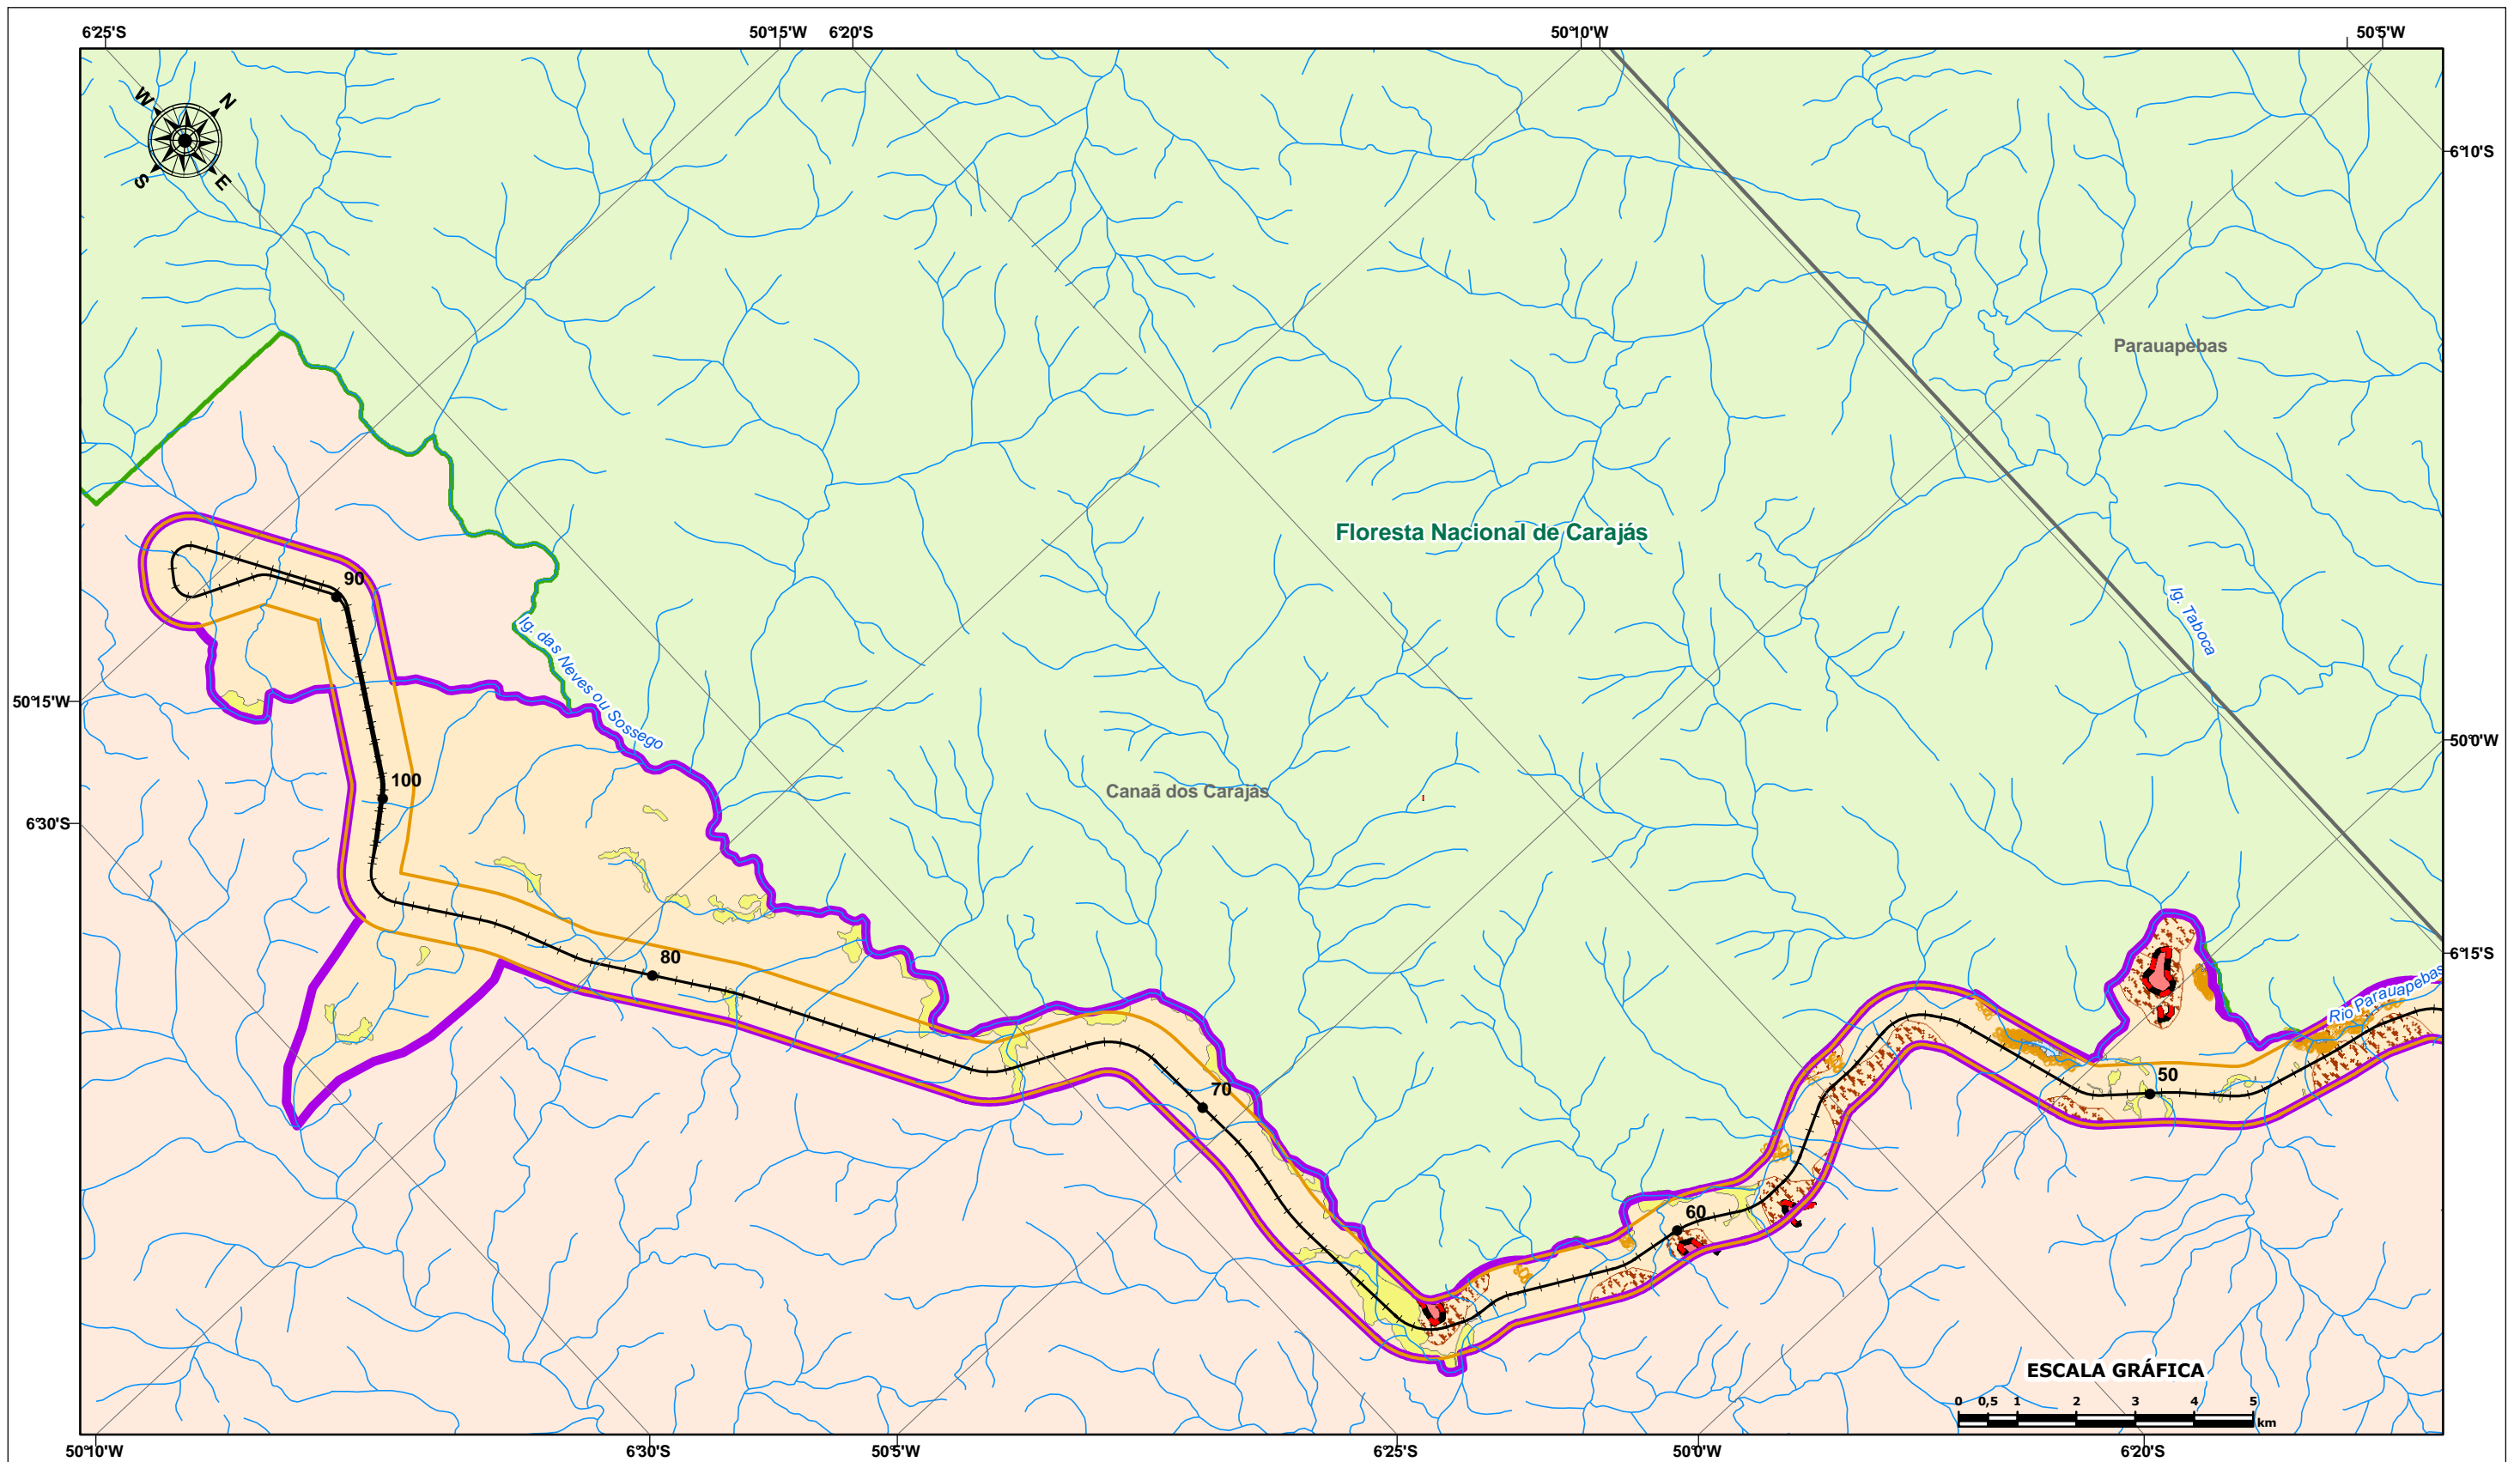 6°25'S
50°15'W
6°20'S
50°10'W
50°5'W
W
N
S
E
6°10'S
Parauapebas
Floresta Nacional de Carajás
90
Ig. das Neves ou Sossego
Ig. Taboca
50°15'W
50°0'W
100
Canaã dos Carajás
6°30'S
80
6°15'S
Rio Parauapebas
50
70
60
ESCALA GRÁFICA
0 0,5 1 2 3 4 5
km
50°10'W
6°30'S
50°5'W
6°25'S
50°0'W
6°20'S